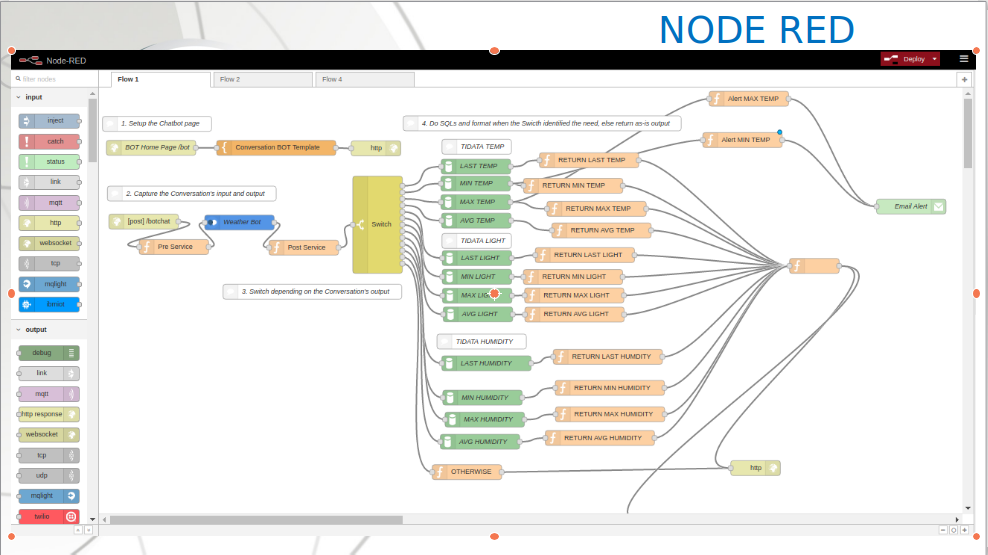 NODE RED
Node-RED
Deploy
filter nodes
Flow 1
Flow 2
Flow 4
input
inject
catch
status
link
mqtt
http
websocket
tcp
mqlight
ibmiot
output
debug
link
mqtt
http response
websocket
tcp
udp
mqlight
twilio
1. Setup the Chatbot page
BOT Home Page /bot
Conversation BOT Template
http
2. Capture the Conversation's input and output
[post] /botchat
Pre Service
Weather Bot
Post Service
Switch
3. Switch depending on the Conversation's output
4. Do SQLs and format when the Swicth identified the need, else return as-is output
TIDATA TEMP
LAST TEMP
RETURN LAST TEMP
MIN TEMP
RETURN MIN TEMP
MAX TEMP
RETURN MAX TEMP
AVG TEMP
RETURN AVG TEMP
TIDATA LIGHT
LAST LIGHT
RETURN LAST LIGHT
MIN LIGHT
RETURN MIN LIGHT
MAX LIGHT
RETURN MAX LIGHT
AVG LIGHT
RETURN AVG LIGHT
TIDATA HUMIDITY
LAST HUMIDITY
RETURN LAST HUMIDITY
MIN HUMIDITY
RETURN MIN HUMIDITY
MAX HUMIDITY
RETURN MAX HUMIDITY
AVG HUMIDITY
RETURN AVG HUMIDITY
OTHERWISE
Alert MAX TEMP
Alert MIN TEMP
Email Alert
http